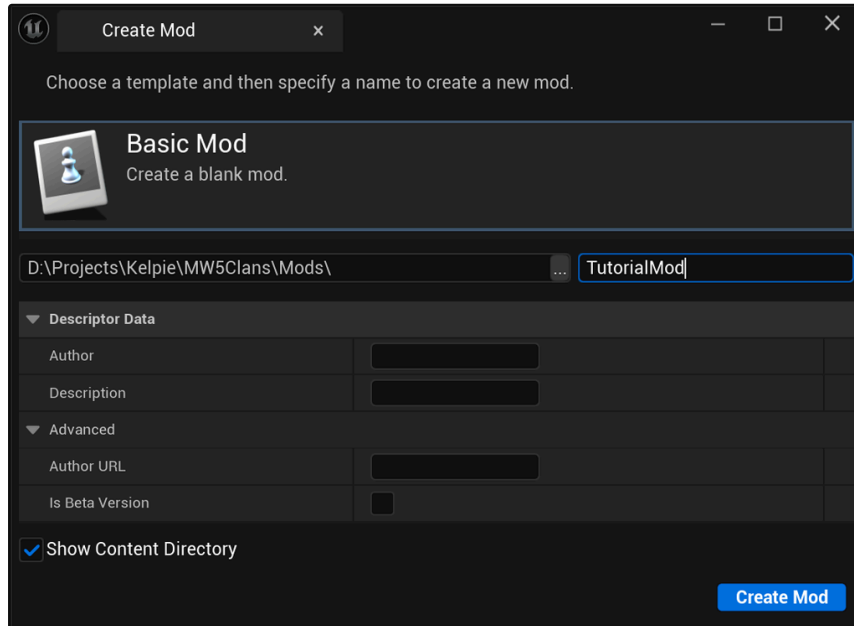 Create Mod
Choose a template and then specify a name to create a new mod.
Basic Mod
Create a blank mod.
D:\Projects\Kelpie\MW5Clans\Mods\ ... TutorialMod
Descriptor Data
Author
Description
Advanced
Author URL
Is Beta Version
Show Content Directory
Create Mod